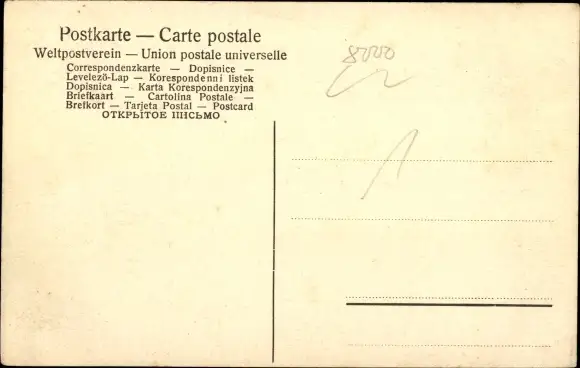 Postkarte — Carte postale
Weltpostverein — Union postale universelle
Correspondenzkarte — Dopisnice —
Levelező-Lap — Korespondenni listek
Dopisnica — Karta Korespondenzyjna
Briefkaart — Cartolina Postale —
Brefkort — Tarjeta Postal — Postcard
ОТКРЫТОЕ ПИСЬМО